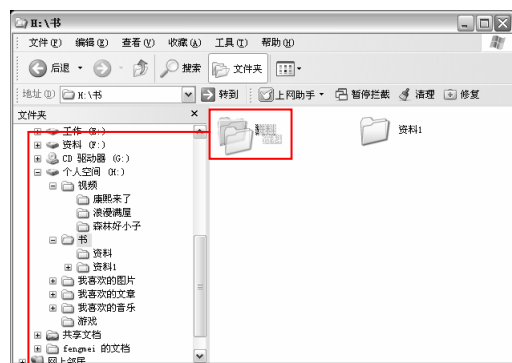 H:\书
文件(F) 编辑(E) 查看(V) 收藏(A) 工具(T) 帮助(H)
后退 搜索 文件夹
地址(D) H:\书 转到 上网助手 暂停拦截 清理 修复
文件夹 ×
工作 (E:)
资料 (F:)
CD 驱动器 (G:)
个人空间 (H:)
视频
康熙来了
浪漫满屋
森林好小子
书
资料
资料1
我喜欢的图片
我喜欢的文章
我喜欢的音乐
游戏
共享文档
fengmei 的文档
网上邻居
资料
资料1